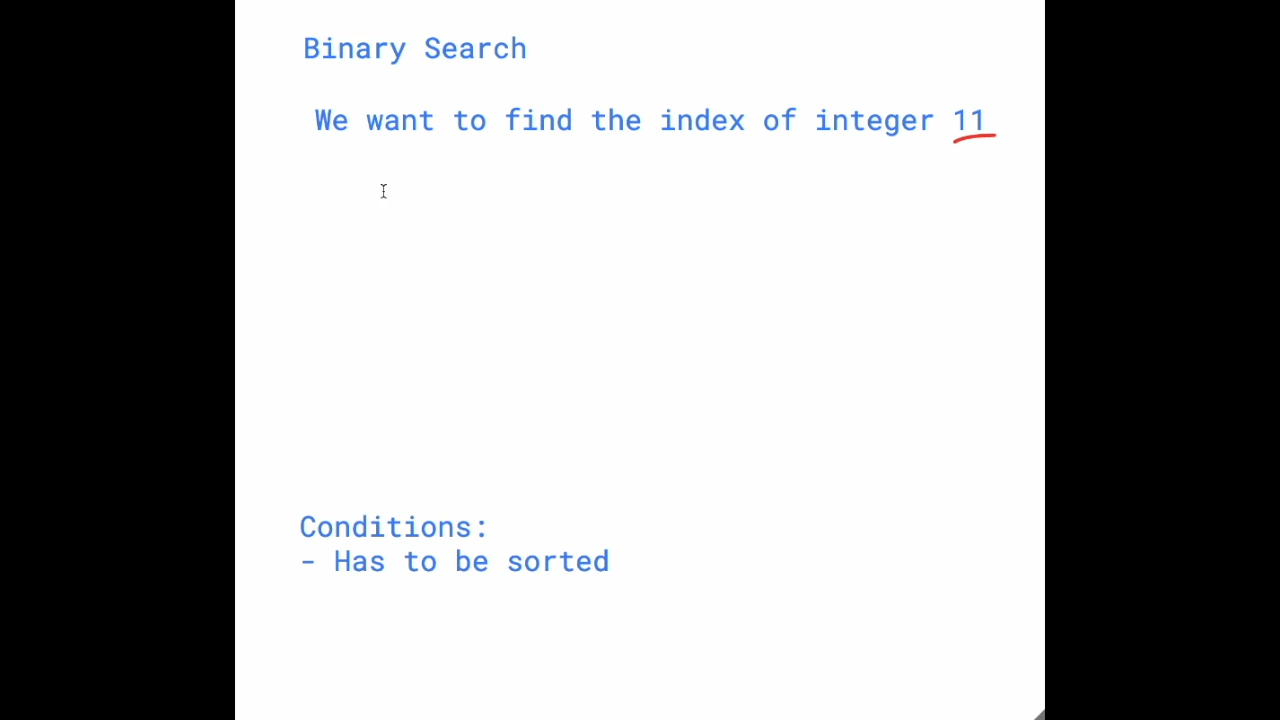 Binary Search
We want to find the index of integer 11
Conditions:
- Has to be sorted